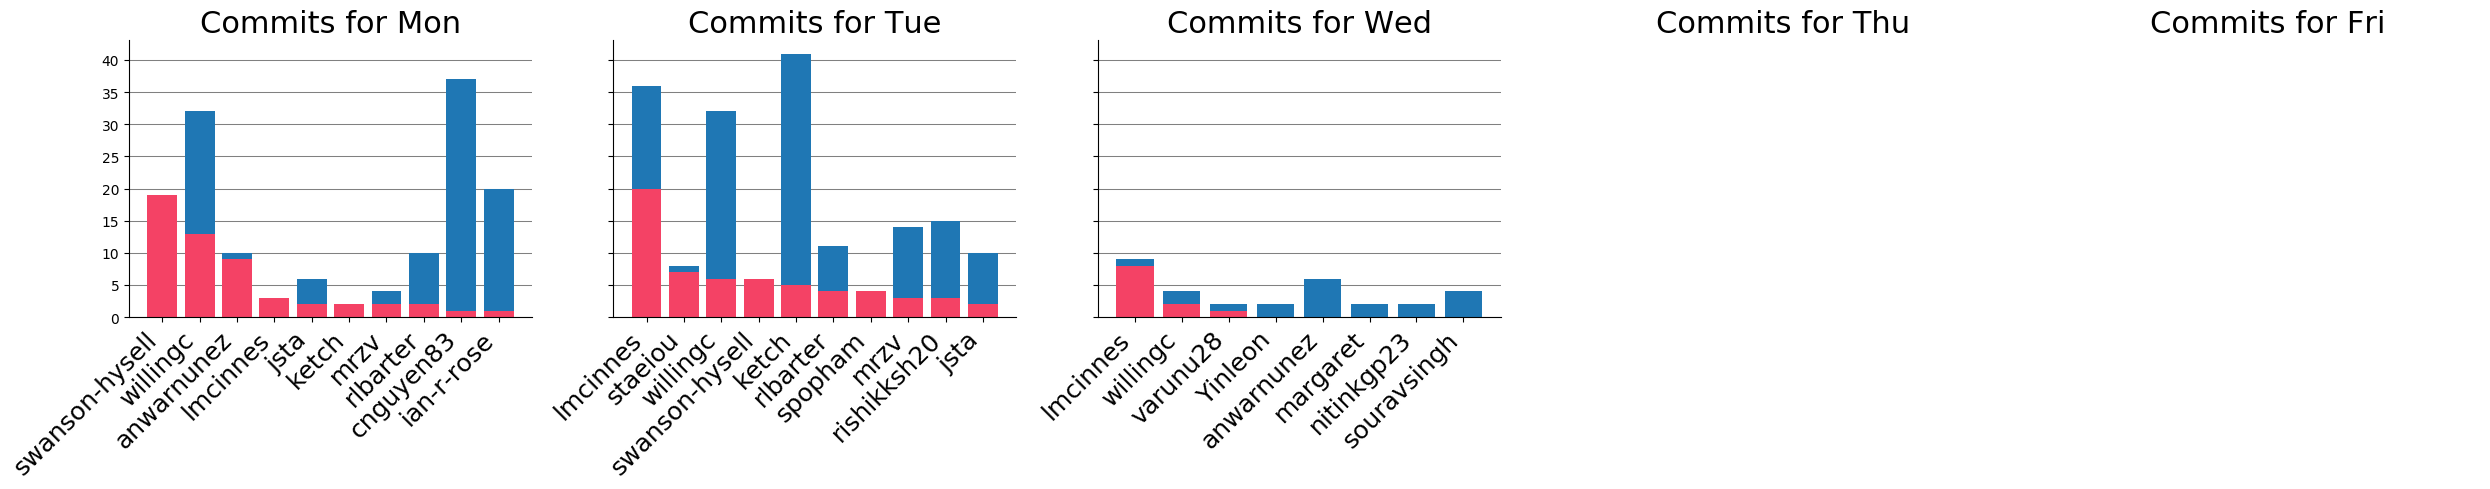 Commits for Mon
Commits for Tue
Commits for Wed
Commits for Thu
Commits for Fri
40
35
30
25
20
15
10
5
0
swanson-hysell
willingc
anwarnunez
lmcinnes
jsta
ketch
mrzv
rlbarter
cnguyen83
ian-r-rose
lmcinnes
staeiou
willingc
swanson-hysell
ketch
rlbarter
spopham
mrzv
rishikksh20
jsta
lmcinnes
willingc
varunu28
Yinleon
anwarnunez
margaret
nitinkgp23
souravsingh